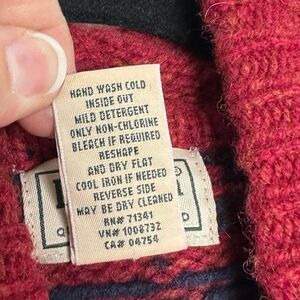 HAND WASH COLD
INSIDE OUT
MILD DETERGENT
ONLY NON-CHLORINE
BLEACH IF REQUIRED
RESHAPE
AND DRY FLAT
COOL IRON IF NEEDED
REVERSE SIDE
MAY BE DRY CLEANED
RN# 71341
VN# 1008732
CA# 04754